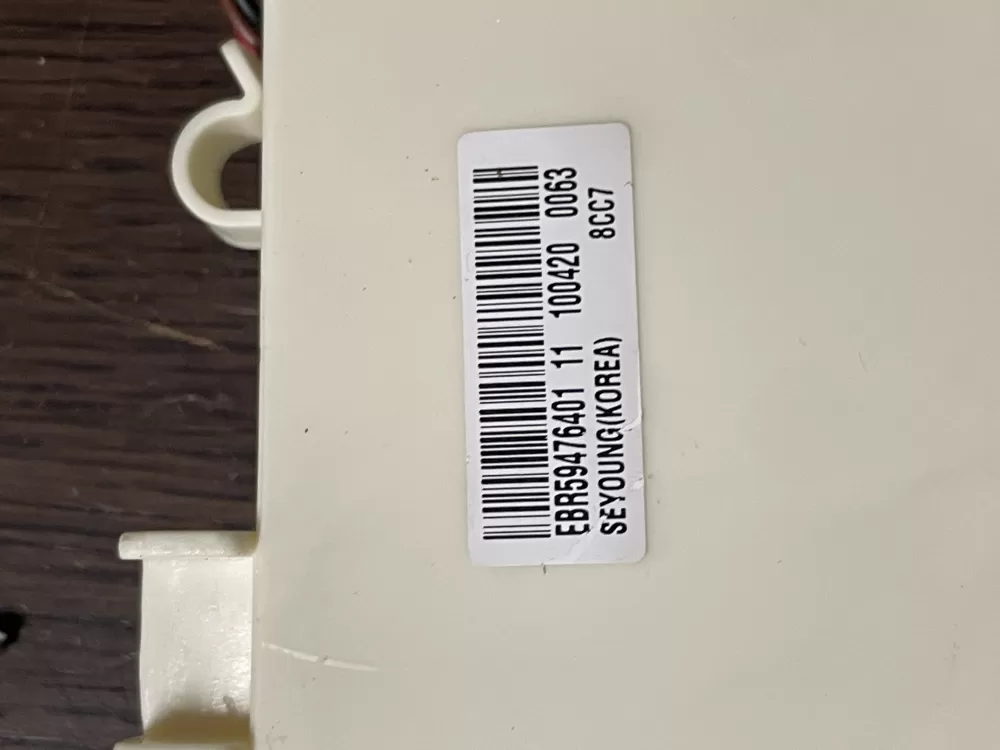 EBR59476401 11 100420 0063
SEYOUNG(KOREA) 8CC7